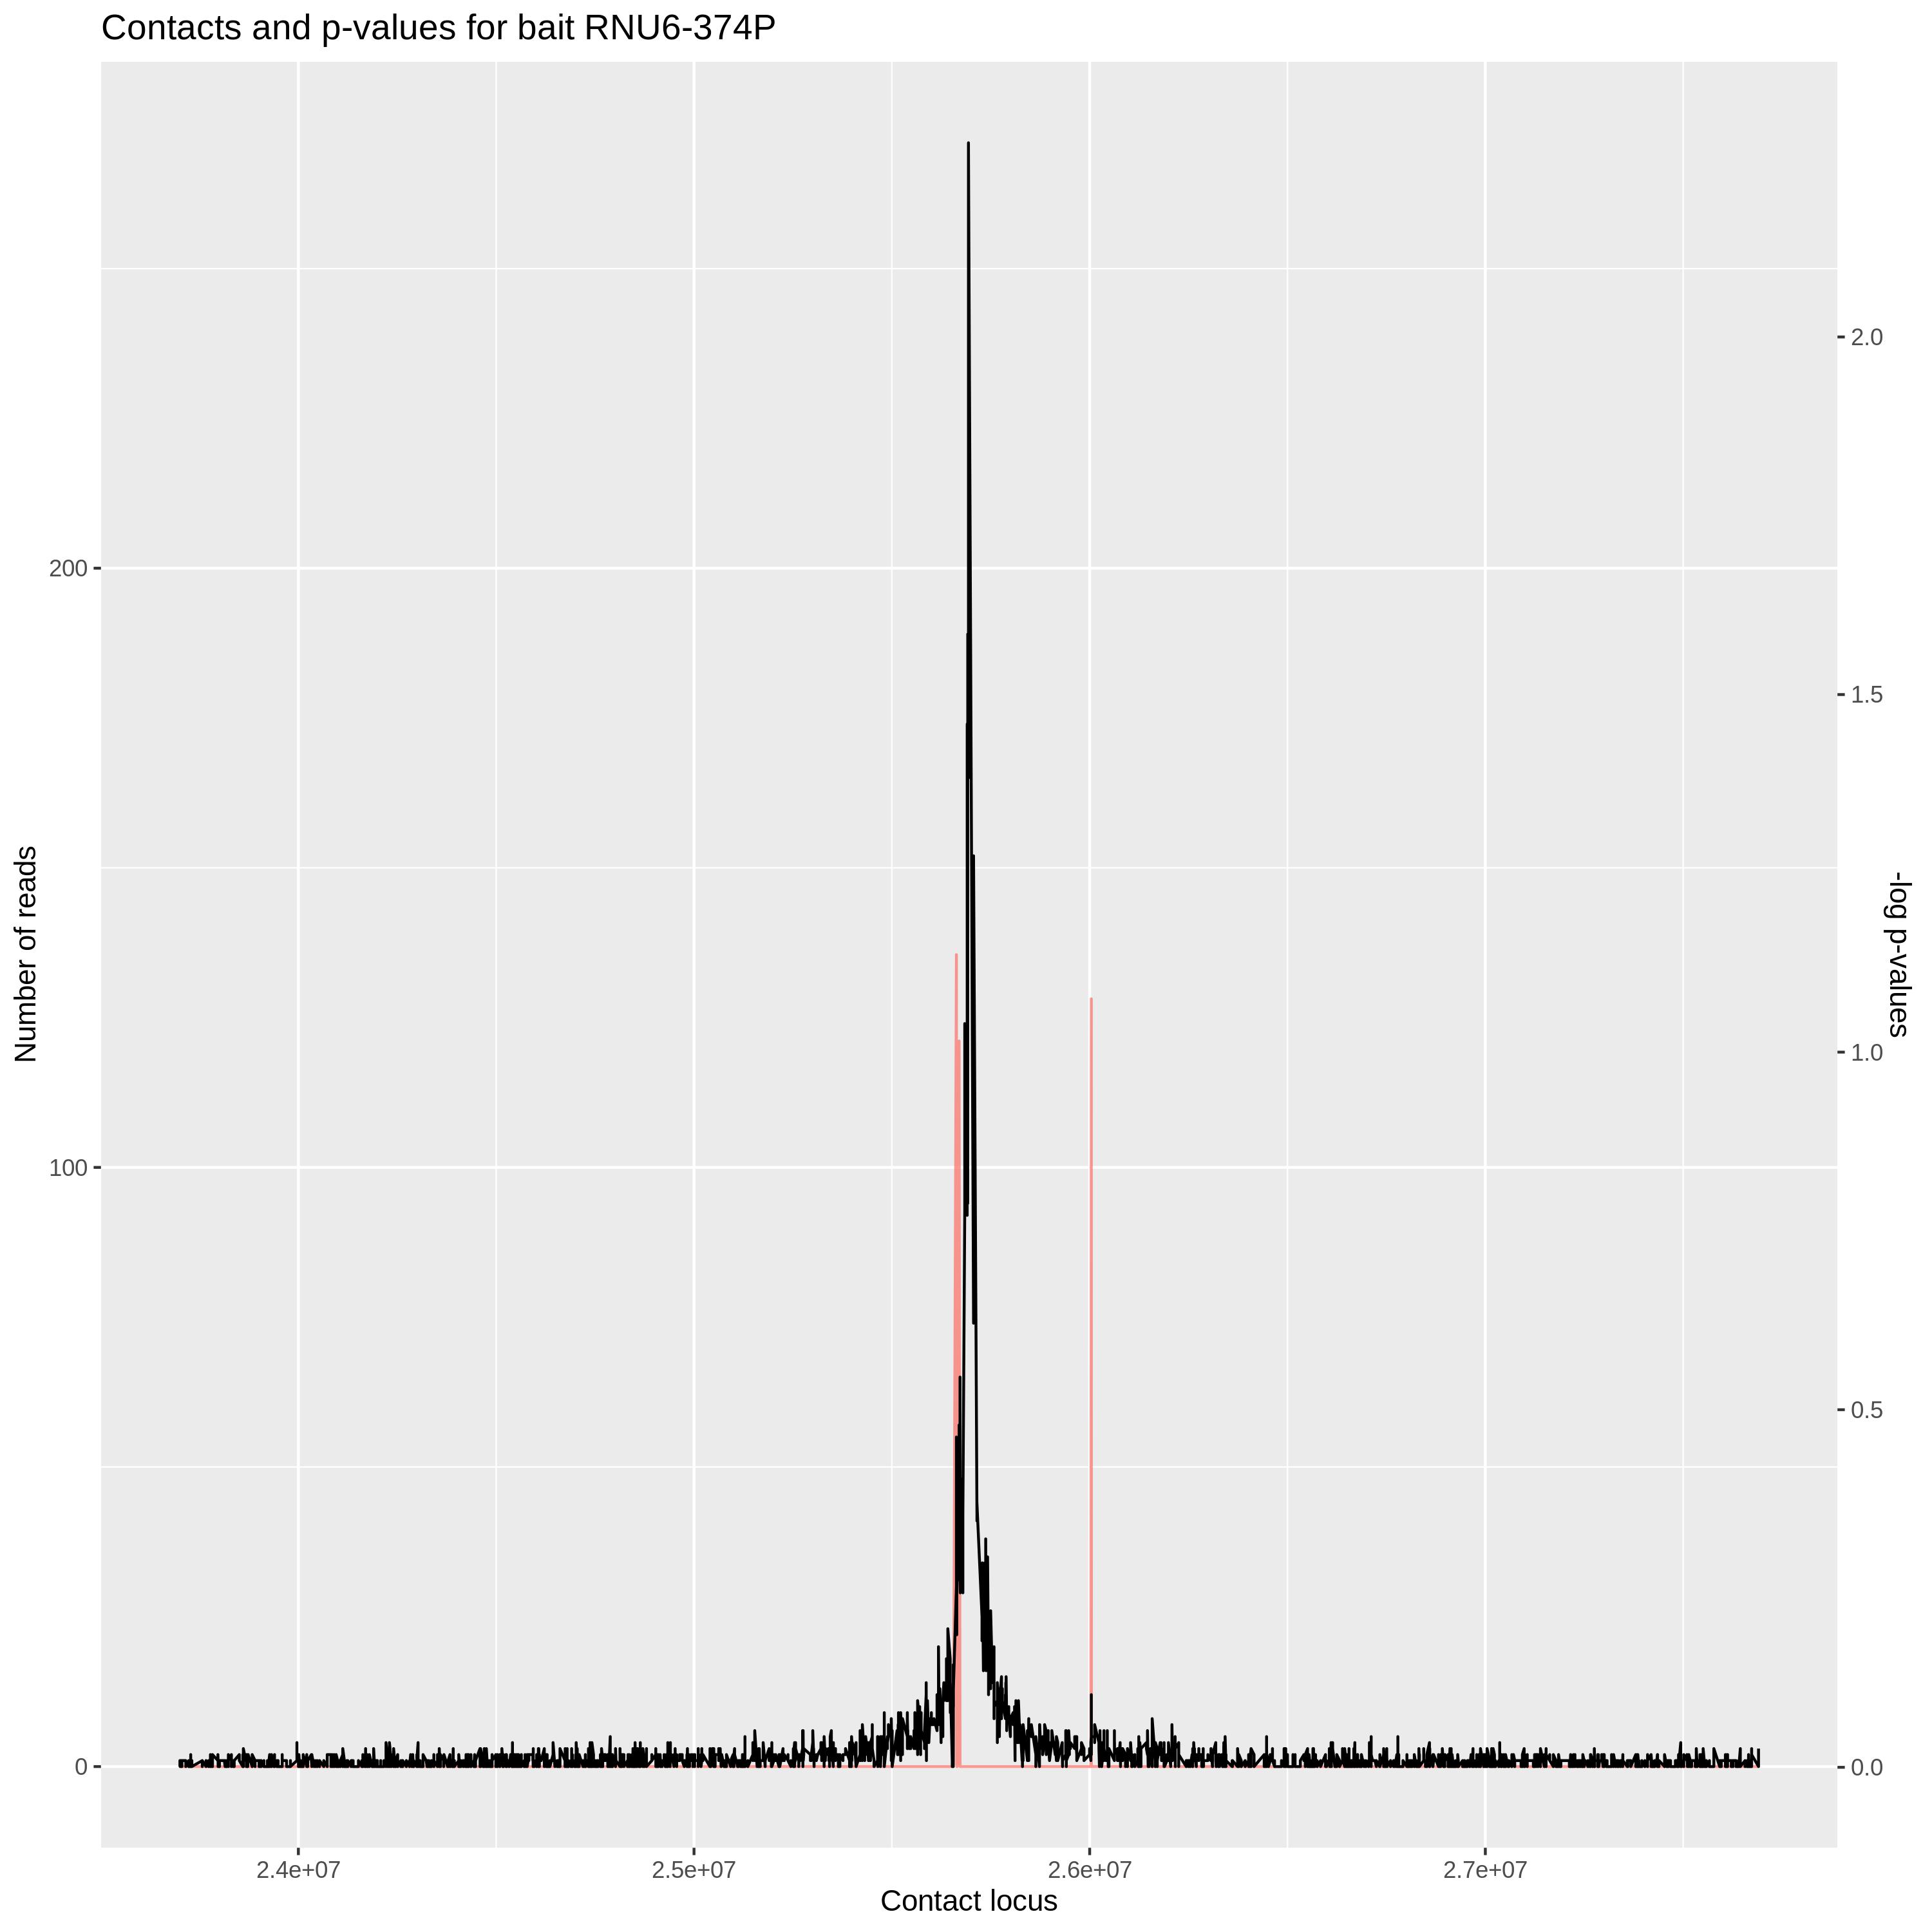 Contacts and p-values for bait RNU6-374P
Number of reads
200
100
0
2.0
1.5
1.0
0.5
0.0
-log p-values
2.4e+07
2.5e+07
2.6e+07
2.7e+07
Contact locus